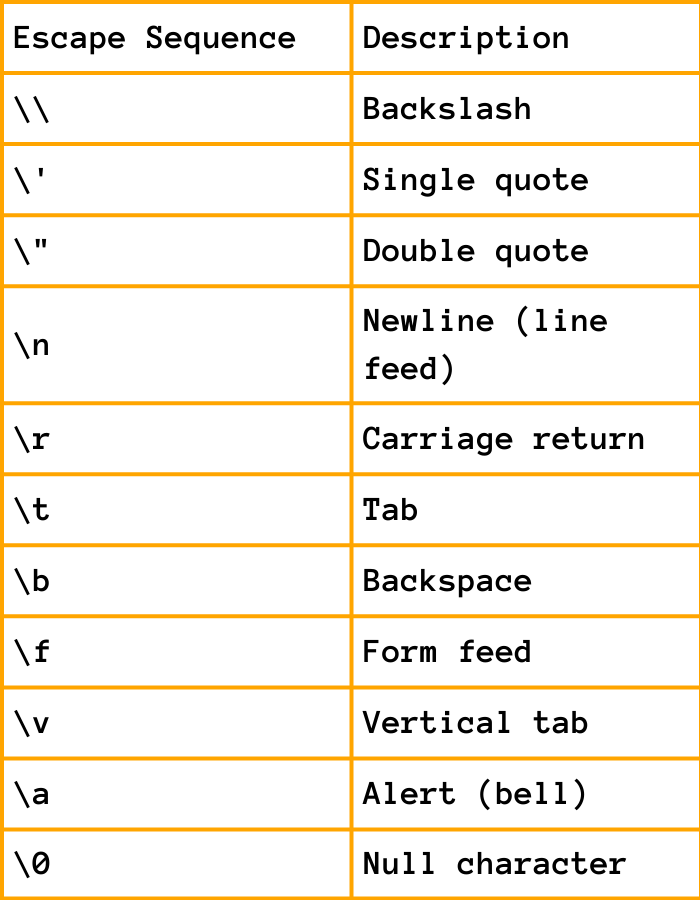 Escape Sequence Description
\\ Backslash
\' Single quote
\" Double quote
\n Newline (line
feed)
\r Carriage return
\t Tab
\b Backspace
\f Form feed
\v Vertical tab
\a Alert (bell)
\0 Null character